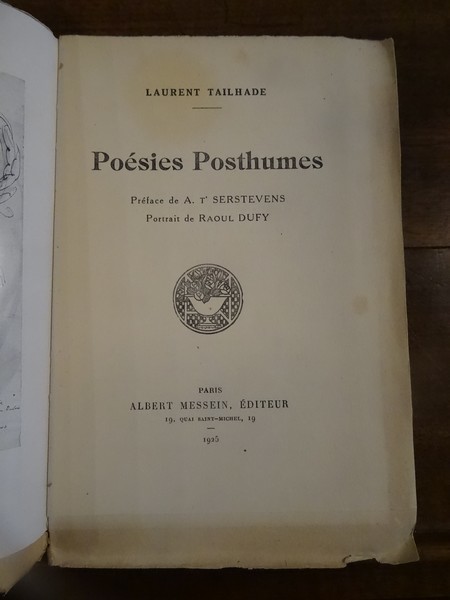 LAURENT TAILHADE
Poésies Posthumes
Préface de A. T' SERSTEVENS
Portrait de RAOUL DUFY
PARIS
ALBERT MESSEIN, ÉDITEUR
19, QUAI SAINT-MICHEL, 19
1925